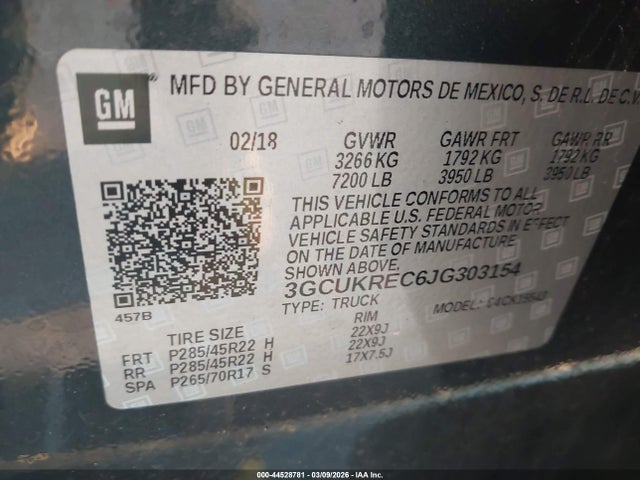 GM
MFD BY GENERAL MOTORS DE MEXICO, S. DE R.L. DE C.V.
02/18 GVWR GAWR FRT GAWR RR
3266 KG 1792 KG 1792 KG
7200 LB 3950 LB 3950 LB
THIS VEHICLE CONFORMS TO ALL
APPLICABLE U.S. FEDERAL MOTOR
VEHICLE SAFETY STANDARDS IN EFFECT
ON THE DATE OF MANUFACTURE
SHOWN ABOVE.
3GCUKREC6JG303154
457B TYPE: TRUCK MODEL:
TIRE SIZE RIM
FRT P285/45R22 H 22X9J
RR P285/45R22 H 22X9J
SPA P265/70R17 S 17X7.5J
000-44528781 - 03/09/2026 - IAA Inc.